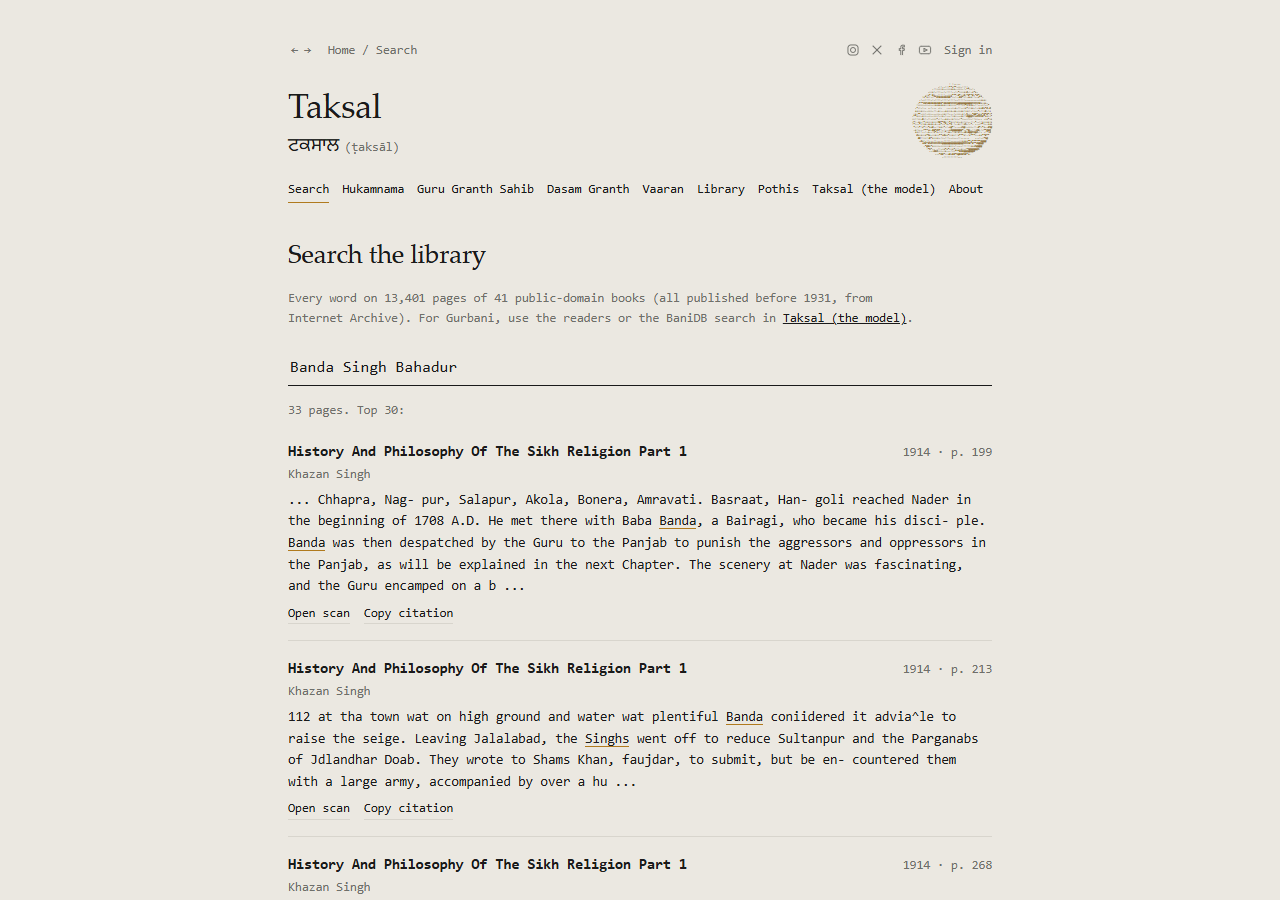 ← → Home / Search Sign in
Taksal
ਟਕਸਾਲ (ṭaksāl)
Search Hukamnama Guru Granth Sahib Dasam Granth Vaaran Library Pothis Taksal (the model) About
Search the library
Every word on 13,401 pages of 41 public-domain books (all published before 1931, from
Internet Archive). For Gurbani, use the readers or the BaniDB search in Taksal (the model).
Banda Singh Bahadur
33 pages. Top 30:
History And Philosophy Of The Sikh Religion Part 1 1914 · p. 199
Khazan Singh
... Chhapra, Nag- pur, Salapur, Akola, Bonera, Amravati. Basraat, Han- goli reached Nader in
the beginning of 1708 A.D. He met there with Baba Banda, a Bairagi, who became his disci- ple.
Banda was then despatched by the Guru to the Panjab to punish the aggressors and oppressors in
the Panjab, as will be explained in the next Chapter. The scenery at Nader was fascinating,
and the Guru encamped on a b ...
Open scan Copy citation
History And Philosophy Of The Sikh Religion Part 1 1914 · p. 213
Khazan Singh
112 at tha town wat on high ground and water wat plentiful Banda coniidered it advia^le to
raise the seige. Leaving Jalalabad, the Singhs went off to reduce Sultanpur and the Parganabs
of Jdlandhar Doab. They wrote to Shams Khan, faujdar, to submit, but be en- countered them
with a large army, accompanied by over a hu ...
Open scan Copy citation
History And Philosophy Of The Sikh Religion Part 1 1914 · p. 268
Khazan Singh